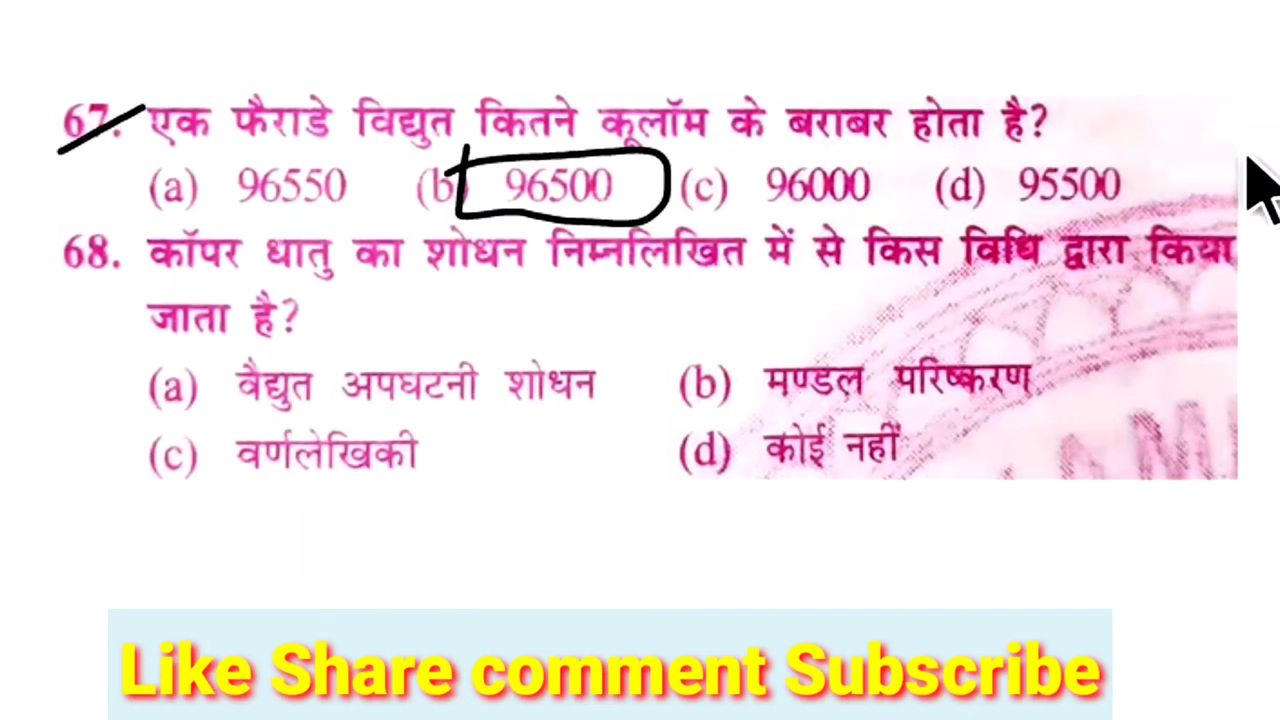 67. एक फैराडे विद्युत कितने कूलॉम के बराबर होता है?
(a) 96550 (b) 96500 (c) 96000 (d) 95500
68. कॉपर धातु का शोधन निम्नलिखित में से किस विधि द्वारा किया
जाता है?
(a) वैद्युत अपघटनी शोधन (b) मण्डल परिष्करण
(c) वर्णलेखिकी (d) कोई नहीं
Like Share comment Subscribe